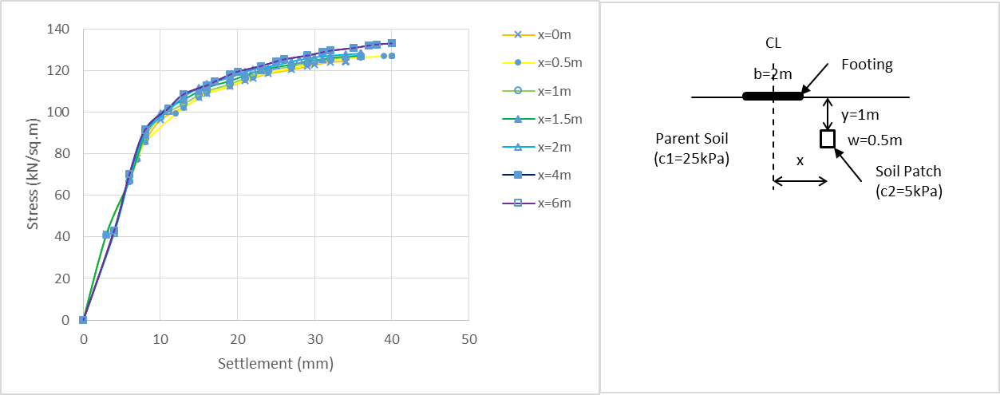 140
120
100
80
60
40
20
0
0
10
20
30
40
50
Stress (kN/sq.m)
Settlement (mm)
x=0m
x=0.5m
x=1m
x=1.5m
x=2m
x=4m
x=6m
CL
b=2m
Footing
y=1m
Parent Soil
(c1=25kPa)
w=0.5m
x
Soil Patch
(c2=5kPa)